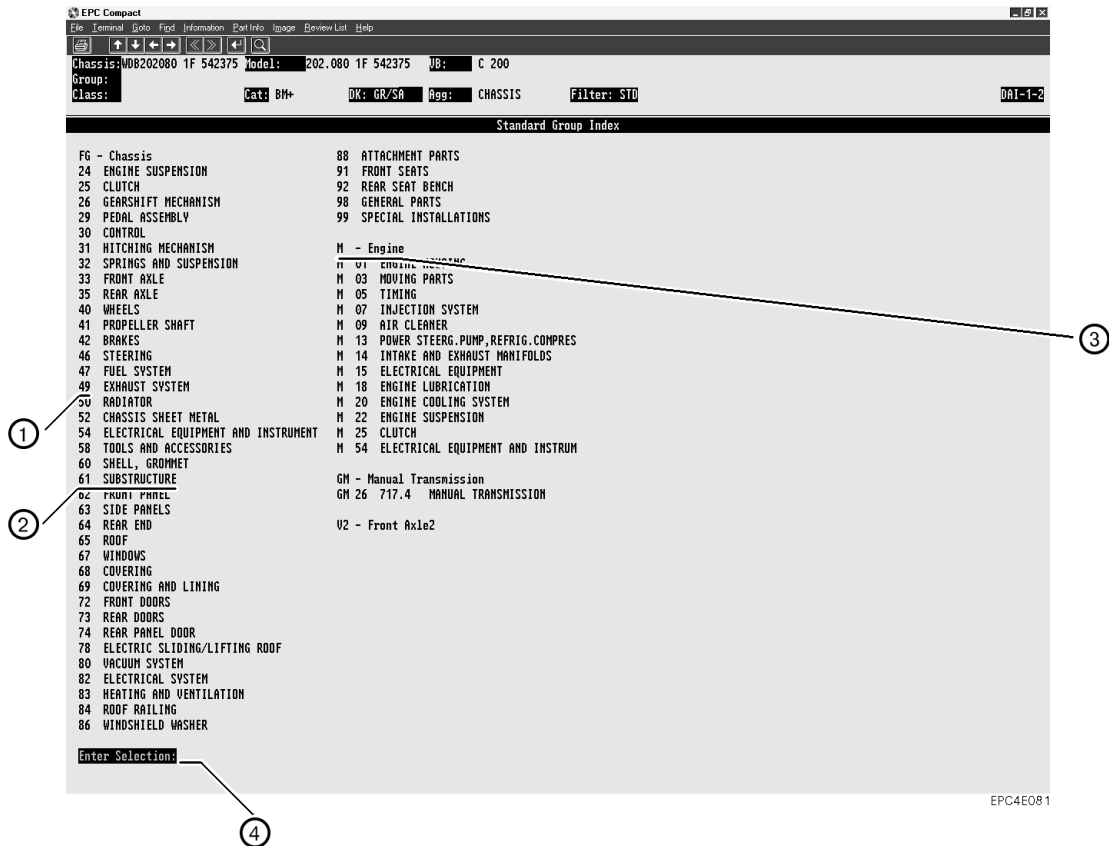 EPC Compact
File Terminal Goto Find Information Part Info Image Review List Help
Chassis: WDB202080 1F 542375 Model: 202.080 1F 542375 VB: C 200
Group:
Class: Cat: BM+ DK: GR/SA Agg: CHASSIS Filter: STD DAI-1-2
Standard Group Index
FG - Chassis
24 ENGINE SUSPENSION
25 CLUTCH
26 GEARSHIFT MECHANISM
29 PEDAL ASSEMBLY
30 CONTROL
31 HITCHING MECHANISM
32 SPRINGS AND SUSPENSION
33 FRONT AXLE
35 REAR AXLE
40 WHEELS
41 PROPELLER SHAFT
42 BRAKES
46 STEERING
47 FUEL SYSTEM
49 EXHAUST SYSTEM
50 RADIATOR
52 CHASSIS SHEET METAL
54 ELECTRICAL EQUIPMENT AND INSTRUMENT
58 TOOLS AND ACCESSORIES
60 SHELL, GROMMET
61 SUBSTRUCTURE
62 FRONT PANEL
63 SIDE PANELS
64 REAR END
65 ROOF
67 WINDOWS
68 COVERING
69 COVERING AND LINING
72 FRONT DOORS
73 REAR DOORS
74 REAR PANEL DOOR
78 ELECTRIC SLIDING/LIFTING ROOF
80 VACUUM SYSTEM
82 ELECTRICAL SYSTEM
83 HEATING AND VENTILATION
84 ROOF RAILING
86 WINDSHIELD WASHER
88 ATTACHMENT PARTS
91 FRONT SEATS
92 REAR SEAT BENCH
98 GENERAL PARTS
99 SPECIAL INSTALLATIONS
M - Engine
M 01 ENGINE HOUSING
M 03 MOVING PARTS
M 05 TIMING
M 07 INJECTION SYSTEM
M 09 AIR CLEANER
M 13 POWER STEERG.PUMP,REFRIG.COMPRES
M 14 INTAKE AND EXHAUST MANIFOLDS
M 15 ELECTRICAL EQUIPMENT
M 18 ENGINE LUBRICATION
M 20 ENGINE COOLING SYSTEM
M 22 ENGINE SUSPENSION
M 25 CLUTCH
M 54 ELECTRICAL EQUIPMENT AND INSTRUM
GM - Manual Transmission
GM 26 717.4 MANUAL TRANSMISSION
V2 - Front Axle2
Enter Selection:
1
2
3
4
EPC4E081